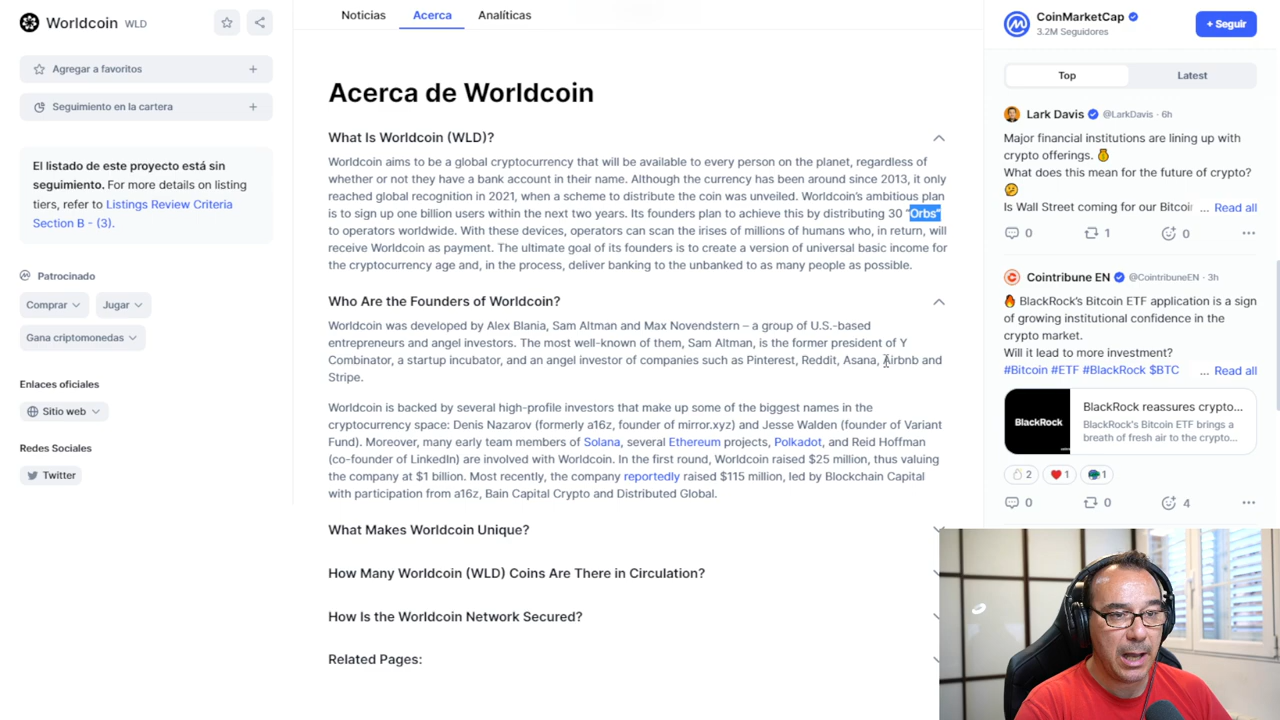 Worldcoin WLD
Agregar a favoritos
Seguimiento en la cartera
El listado de este proyecto está sin
seguimiento. For more details on listing
tiers, refer to Listings Review Criteria
Section B - (3).
Patrocinado
Comprar
Jugar
Gana criptomonedas
Enlaces oficiales
Sitio web
Redes Sociales
Twitter
Noticias
Acerca
Analíticas
Acerca de Worldcoin
What Is Worldcoin (WLD)?
Worldcoin aims to be a global cryptocurrency that will be available to every person on the planet, regardless of
whether or not they have a bank account in their name. Although the currency has been around since 2013, it only
reached global recognition in 2021, when a scheme to distribute the coin was unveiled. Worldcoin's ambitious plan
is to sign up one billion users within the next two years. Its founders plan to achieve this by distributing 30 "Orbs"
to operators worldwide. With these devices, operators can scan the irises of millions of humans who, in return, will
receive Worldcoin as payment. The ultimate goal of its founders is to create a version of universal basic income for
the cryptocurrency age and, in the process, deliver banking to the unbanked to as many people as possible.
Who Are the Founders of Worldcoin?
Worldcoin was developed by Alex Blania, Sam Altman and Max Novendstern – a group of U.S.-based
entrepreneurs and angel investors. The most well-known of them, Sam Altman, is the former president of Y
Combinator, a startup incubator, and an angel investor of companies such as Pinterest, Reddit, Asana, Airbnb and
Stripe.
Worldcoin is backed by several high-profile investors that make up some of the biggest names in the
cryptocurrency space: Denis Nazarov (formerly a16z, founder of mirror.xyz) and Jesse Walden (founder of Variant
Fund). Moreover, many early team members of Solana, several Ethereum projects, Polkadot, and Reid Hoffman
(co-founder of LinkedIn) are involved with Worldcoin. In the first round, Worldcoin raised $25 million, thus valuing
the company at $1 billion. Most recently, the company reportedly raised $115 million, led by Blockchain Capital
with participation from a16z, Bain Capital Crypto and Distributed Global.
What Makes Worldcoin Unique?
How Many Worldcoin (WLD) Coins Are There in Circulation?
How Is the Worldcoin Network Secured?
Related Pages:
CoinMarketCap
3.2M Seguidores
+ Seguir
Top
Latest
Lark Davis @LarkDavis · 6h
Major financial institutions are lining up with
crypto offerings.
What does this mean for the future of crypto?
Is Wall Street coming for our Bitcoi ... Read all
0 1 0
Cointribune EN @CointribuneEN · 3h
BlackRock's Bitcoin ETF application is a sign
of growing institutional confidence in the
crypto market.
Will it lead to more investment?
#Bitcoin #ETF #BlackRock $BTC ... Read all
BlackRock
BlackRock reassures crypto...
BlackRock's Bitcoin ETF brings a
breath of fresh air to the crypto...
2 1 1
0 0 4